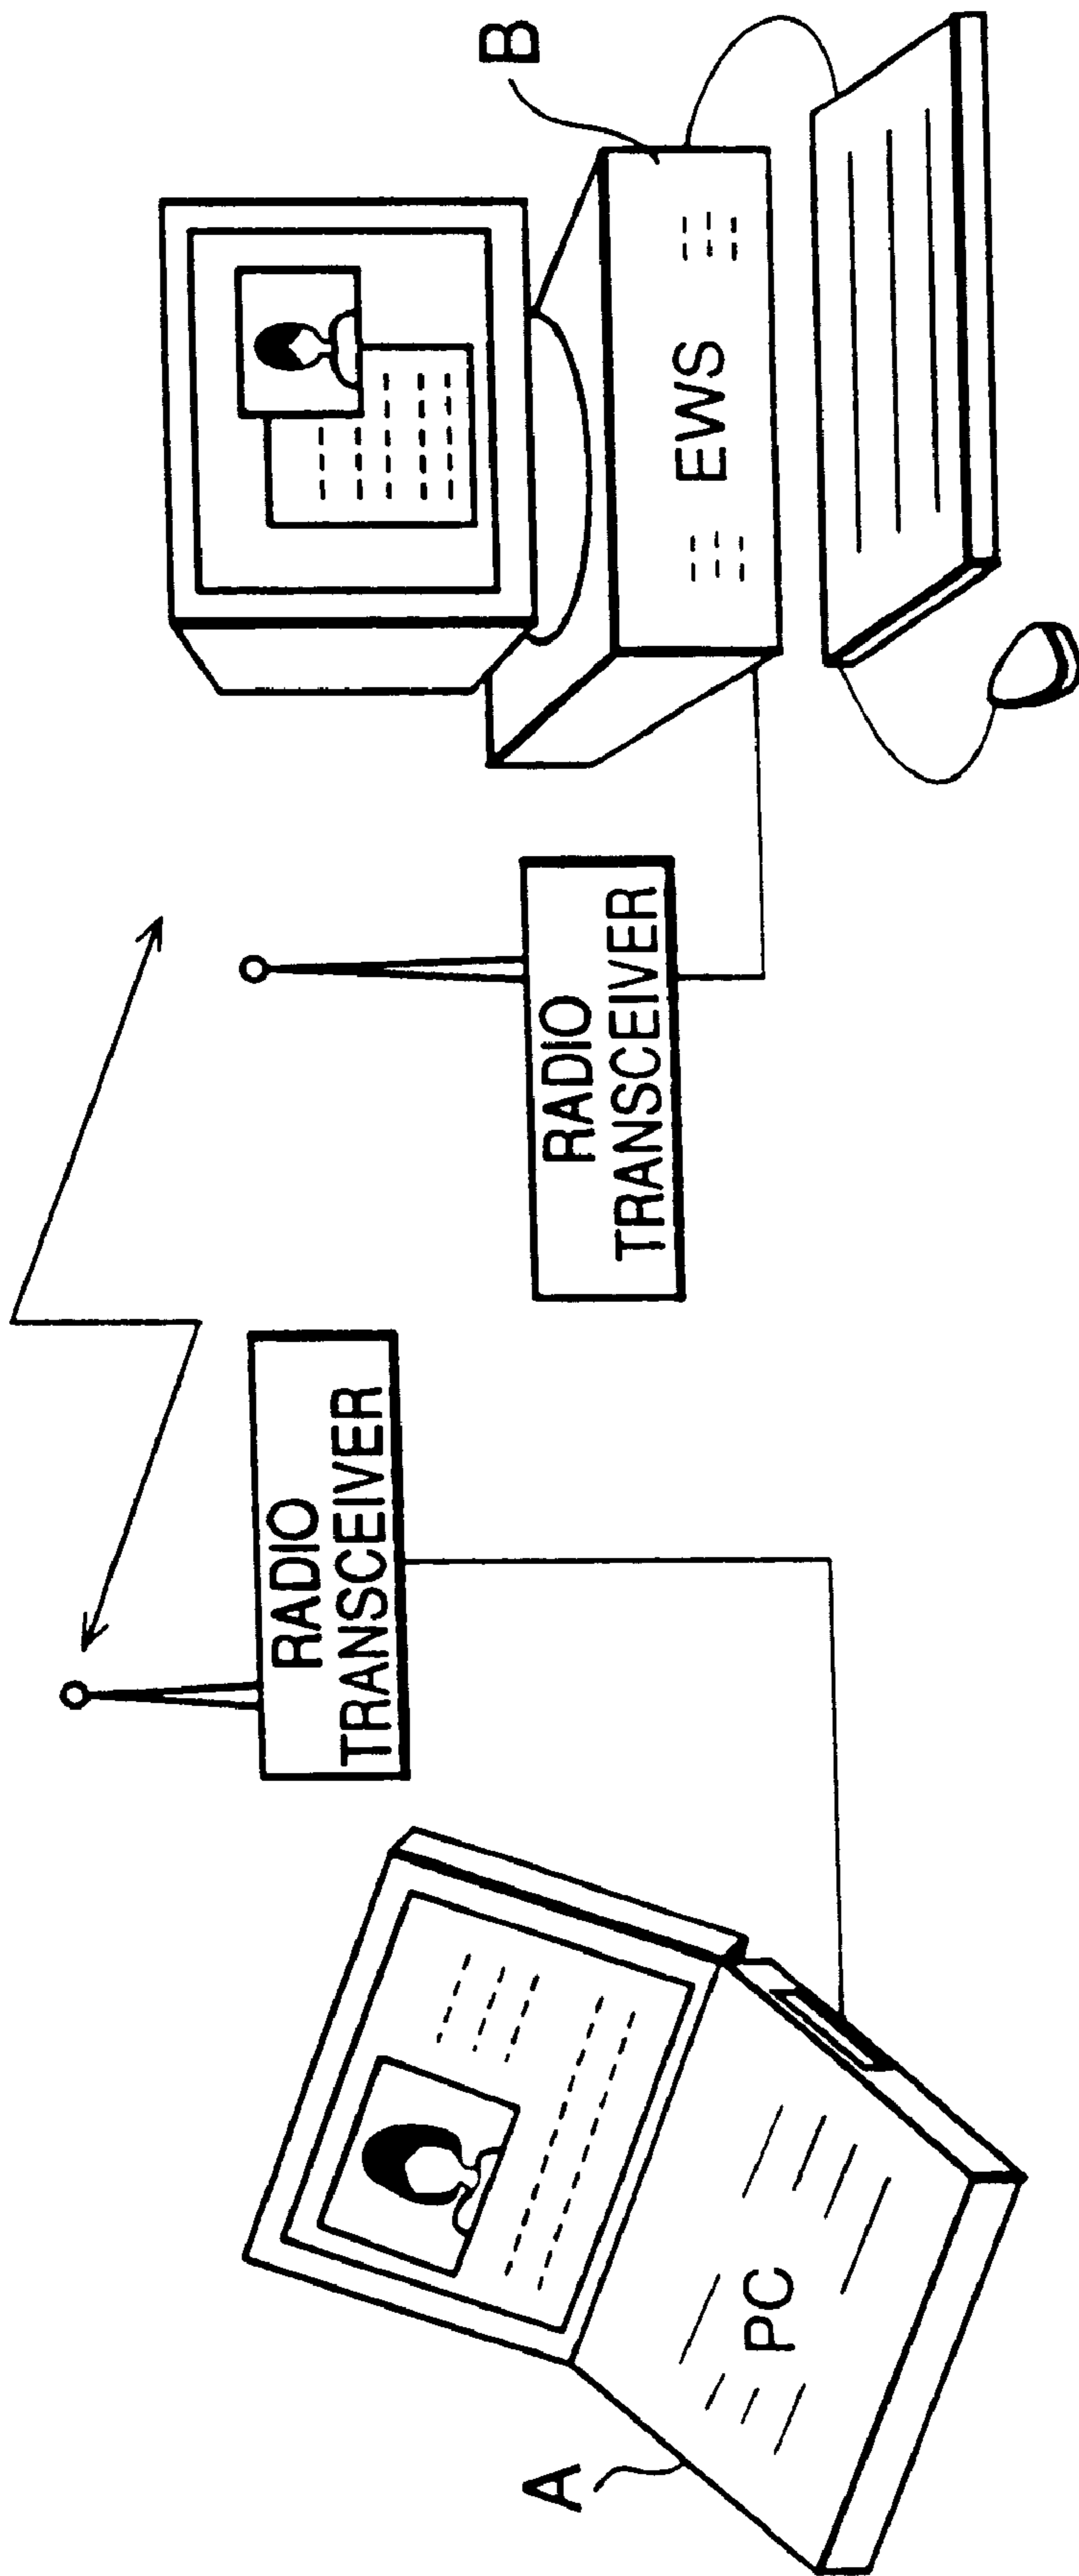 A
PC
RADIO
TRANSCEIVER
RADIO
TRANSCEIVER
B
EWS